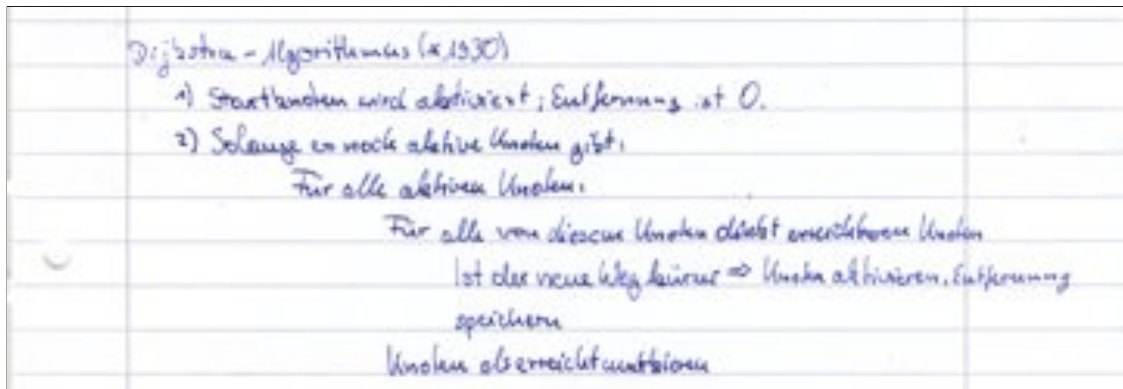 Dijkstra - Algorithmus (* 1930)
1) Startknoten wird aktiviert; Entfernung ist 0.
2) Solange es noch aktive Knoten gibt:
Für alle aktiven Knoten:
Für alle von diesem Knoten direkt erreichbaren Knoten
Ist der neue Weg kürzer ⇒ Knoten aktivieren, Entfernung
speichern
Knoten als erreicht markieren